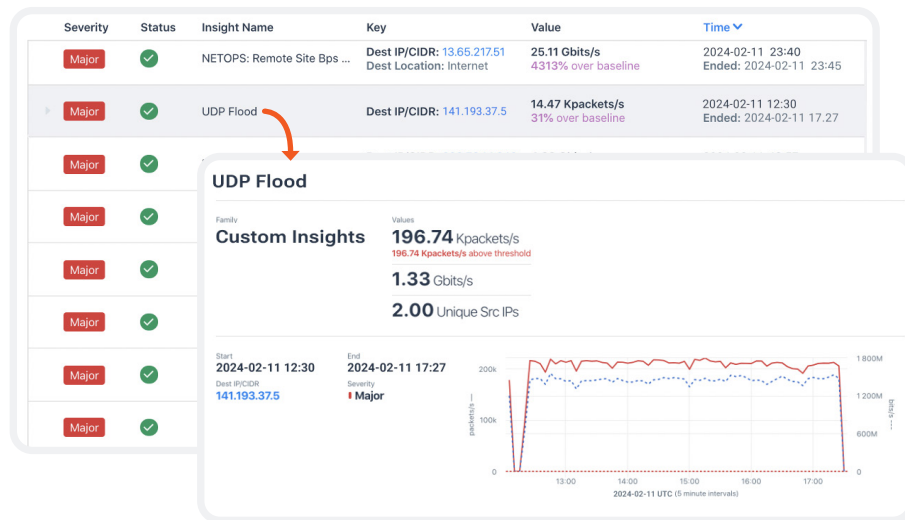 Severity Status Insight Name Key Value Time
Major NETOPS: Remote Site Bps ... Dest IP/CIDR: 13.65.217.51 25.11 Gbits/s 2024-02-11 23:40
Dest Location: Internet 4313% over baseline Ended: 2024-02-11 23:45
Major UDP Flood Dest IP/CIDR: 141.193.37.5 14.47 Kpackets/s 2024-02-11 12:30
31% over baseline Ended: 2024-02-11 17.27
Major
Major
Major
Major
Major
Major
UDP Flood
Family Values
Custom Insights 196.74 Kpackets/s
196.74 Kpackets/s above threshold
1.33 Gbits/s
2.00 Unique Src IPs
Start End
2024-02-11 12:30 2024-02-11 17:27
Dest IP/CIDR Severity
141.193.37.5 Major
packets/s —
200k
100k
0
1800M
1200M
600M
0
bits/s ----
13:00 14:00 15:00 16:00 17:00
2024-02-11 UTC (5 minute intervals)